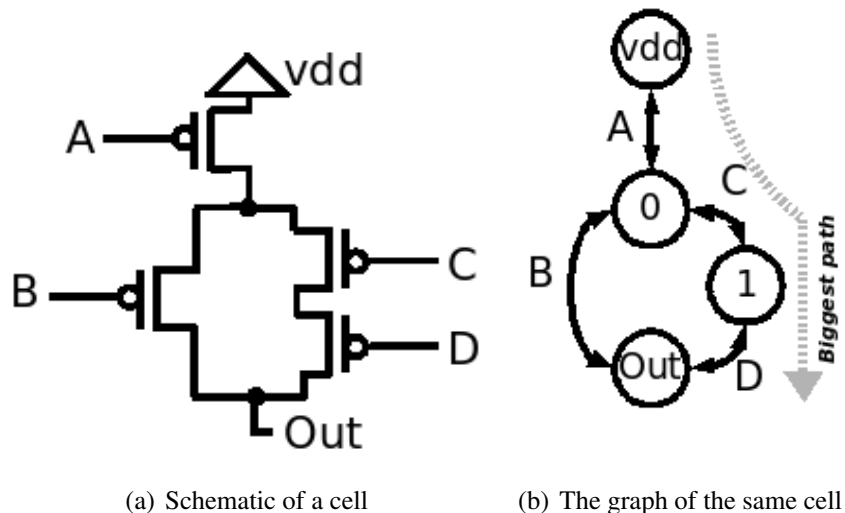 vdd
A
B
C
D
Out
vdd
A
0
C
B
1
Out
D
Biggest path
(a) Schematic of a cell
(b) The graph of the same cell